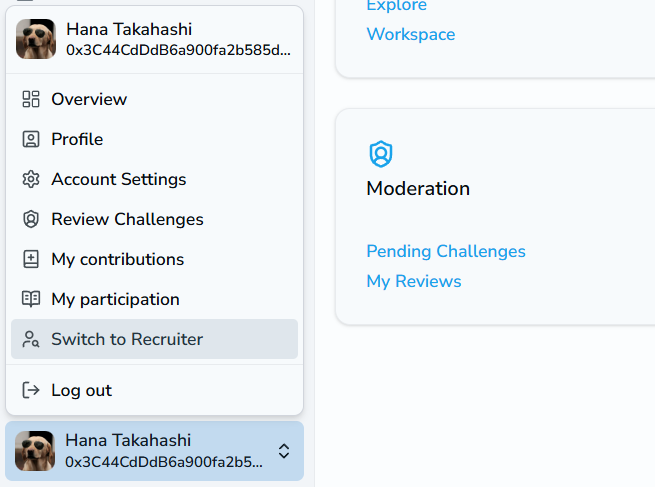 Hana Takahashi
0x3C44CdDdB6a900fa2b585d...
Overview
Profile
Account Settings
Review Challenges
My contributions
My participation
Switch to Recruiter
Log out
Hana Takahashi
0x3C44CdDdB6a900fa2b5...
Explore
Workspace
Moderation
Pending Challenges
My Reviews